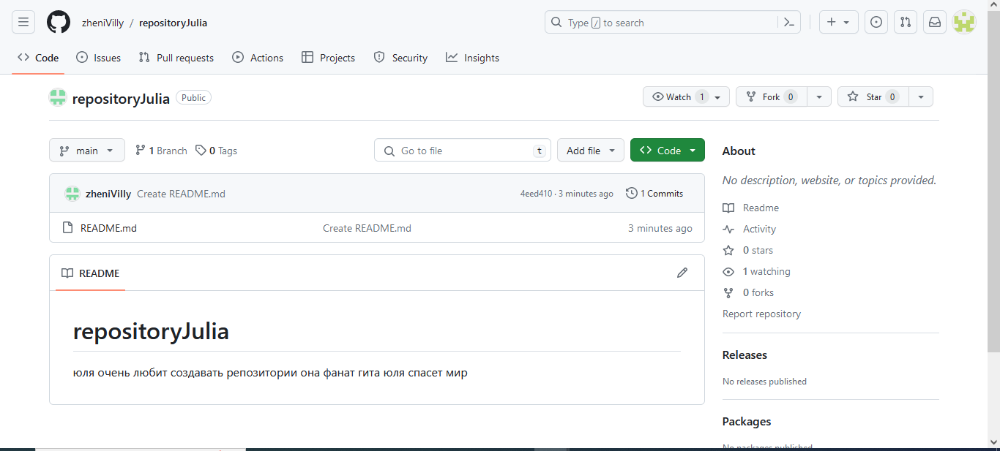 zheniVilly / repositoryJulia
Type / to search
Code Issues Pull requests Actions Projects Security Insights
repositoryJulia Public
Watch 1 Fork 0 Star 0
main 1 Branch 0 Tags Go to file t Add file Code
zheniVilly Create README.md 4eed410 · 3 minutes ago 1 Commits
README.md Create README.md 3 minutes ago
README
repositoryJulia
юля очень любит создавать репозитории она фанат гита юля спасет мир
About
No description, website, or topics provided.
Readme
Activity
0 stars
1 watching
0 forks
Report repository
Releases
No releases published
Packages
No packages published